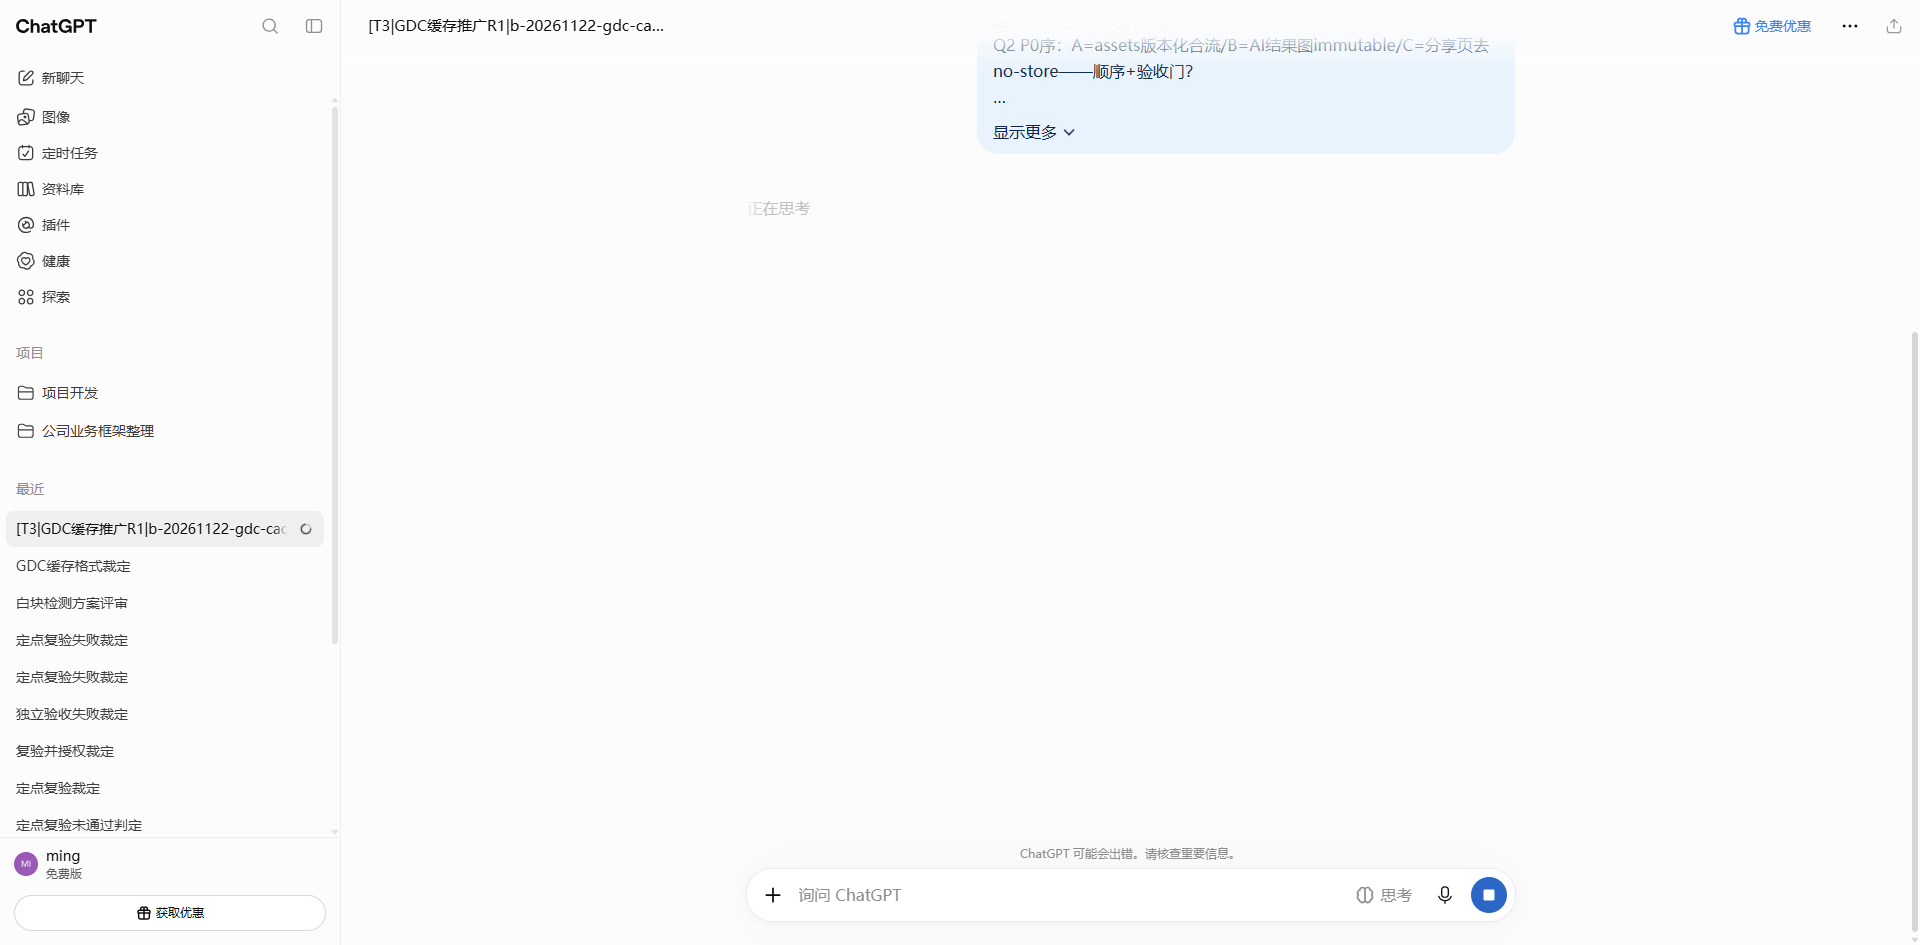 ChatGPT
新聊天
图像
定时任务
资料库
插件
健康
探索
项目
项目开发
公司业务框架整理
最近
[T3|GDC缓存推广R1|b-20261122-gdc-cac
GDC缓存格式裁定
白块检测方案评审
定点复验失败裁定
定点复验失败裁定
独立验收失败裁定
复验并授权裁定
定点复验裁定
定点复验未通过判定
MI
ming
免费版
获取优惠
[T3|GDC缓存推广R1|b-20261122-gdc-ca...
免费优惠
Q2 P0序：A=assets版本化合流/B=AI结果图immutable/C=分享页去
no-store——顺序+验收门？
...
显示更多
正在思考
ChatGPT 可能会出错。请核查重要信息。
询问 ChatGPT
思考